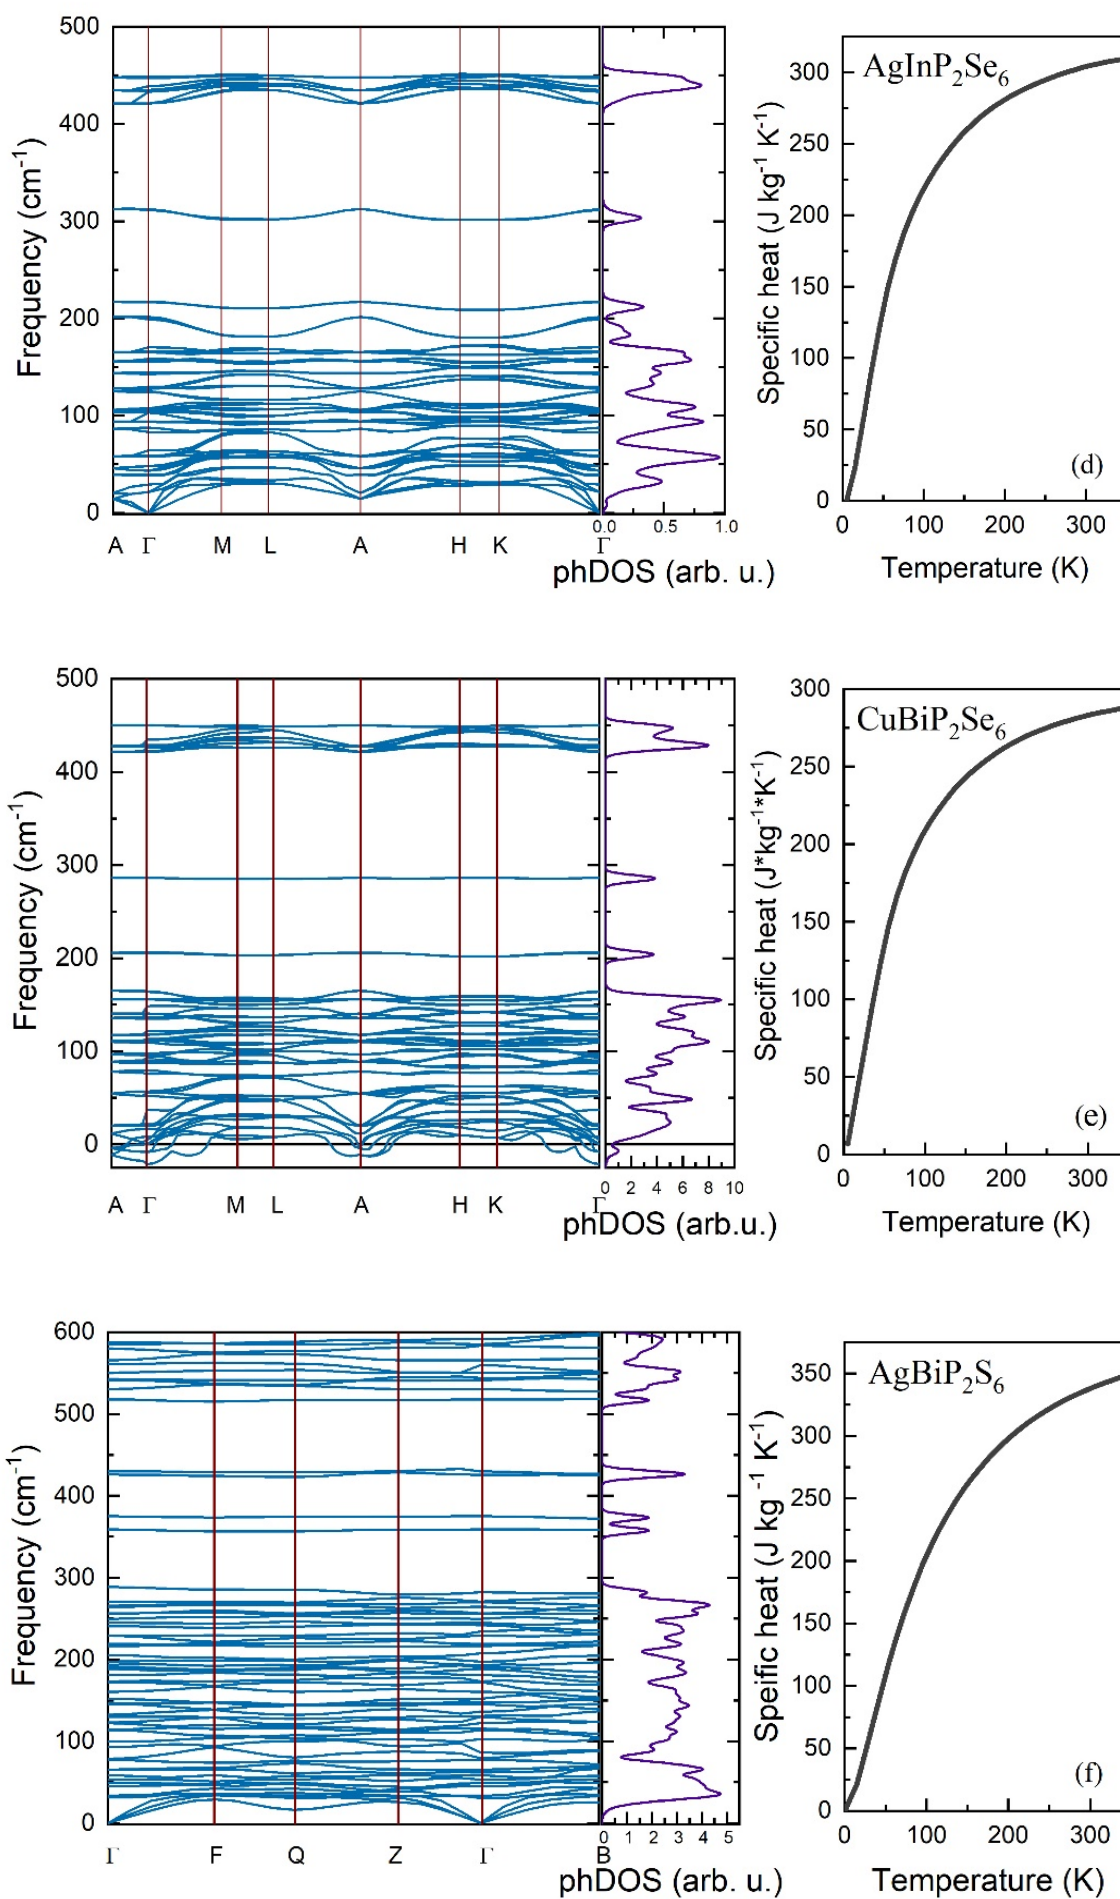 500
400
300
200
100
0
Frequency (cm-1)
A Γ M L A H K Γ
0.0 0.5 1.0
phDOS (arb. u.)
300
250
200
150
100
50
0
Specific heat (J kg-1 K-1)
AgInP2Se6
(d)
0 100 200 300
Temperature (K)
500
400
300
200
100
0
Frequency (cm-1)
A Γ M L A H K Γ
0 2 4 6 8 10
phDOS (arb.u.)
300
250
200
150
100
50
0
Specific heat (J*kg-1*K-1)
CuBiP2Se6
(e)
0 100 200 300
Temperature (K)
600
500
400
300
200
100
0
Frequency (cm-1)
Γ F Q Z Γ B
0 1 2 3 4 5
phDOS (arb. u.)
350
300
250
200
150
100
50
0
Speific heat (J kg -1 K-1)
AgBiP2S6
(f)
0 100 200 300
Temperature (K)